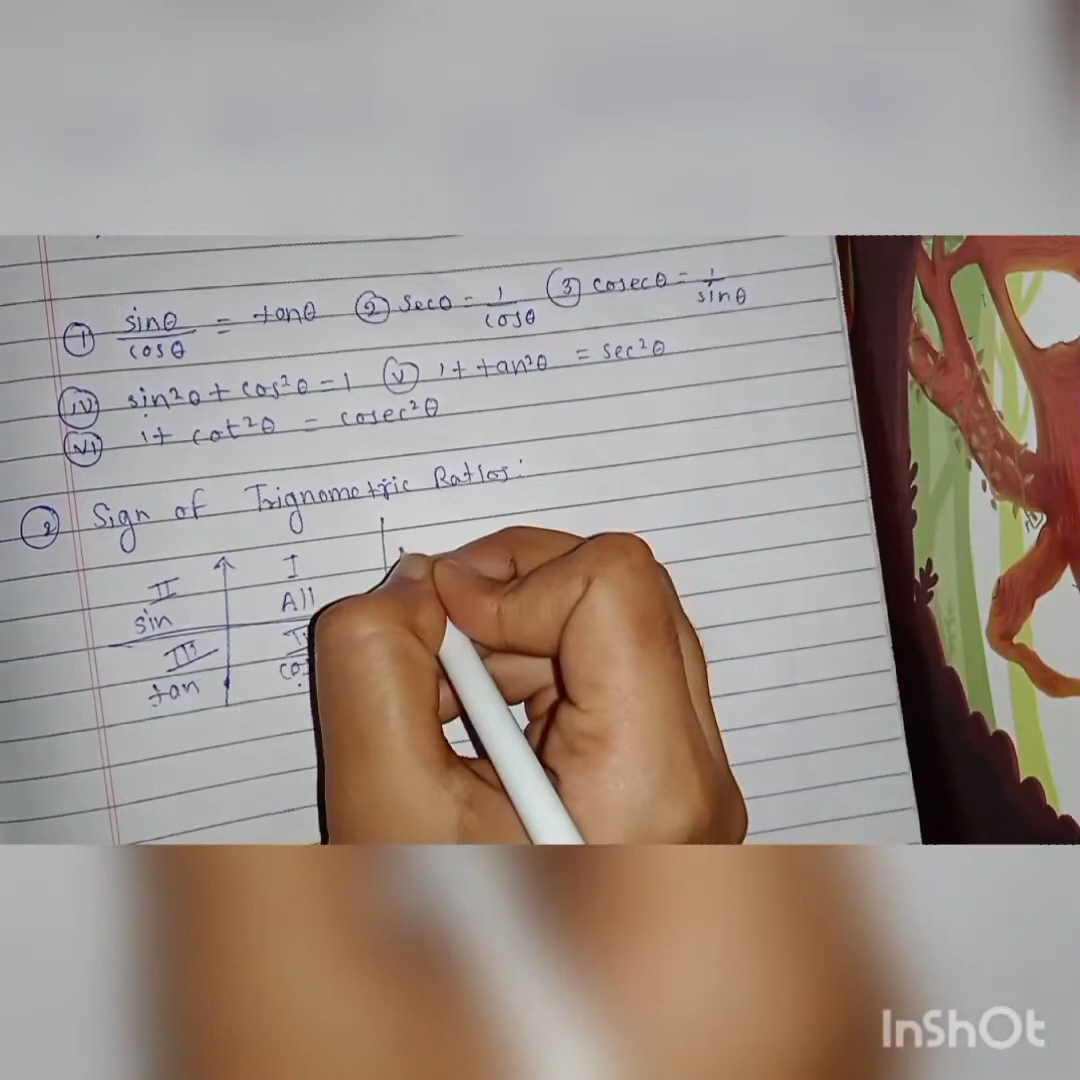 ① sinθ/cosθ = tanθ ② secθ = 1/cosθ ③ cosecθ = 1/sinθ
iv sin²θ + cos²θ = 1 v 1 + tan²θ = sec²θ
vi 1 + cot²θ = cosec²θ
② Sign of Trignometric Ratios:
II I
sin All
III
tan
InShOt